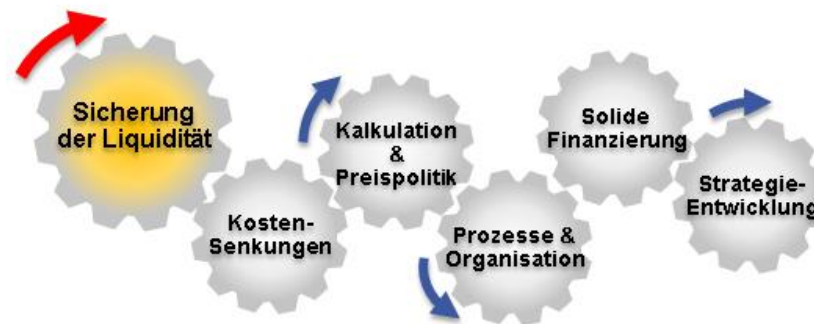 Sicherung
der Liquidität
Kosten-
Senkungen
Kalkulation
&
Preispolitik
Prozesse &
Organisation
Solide
Finanzierung
Strategie-
Entwicklung